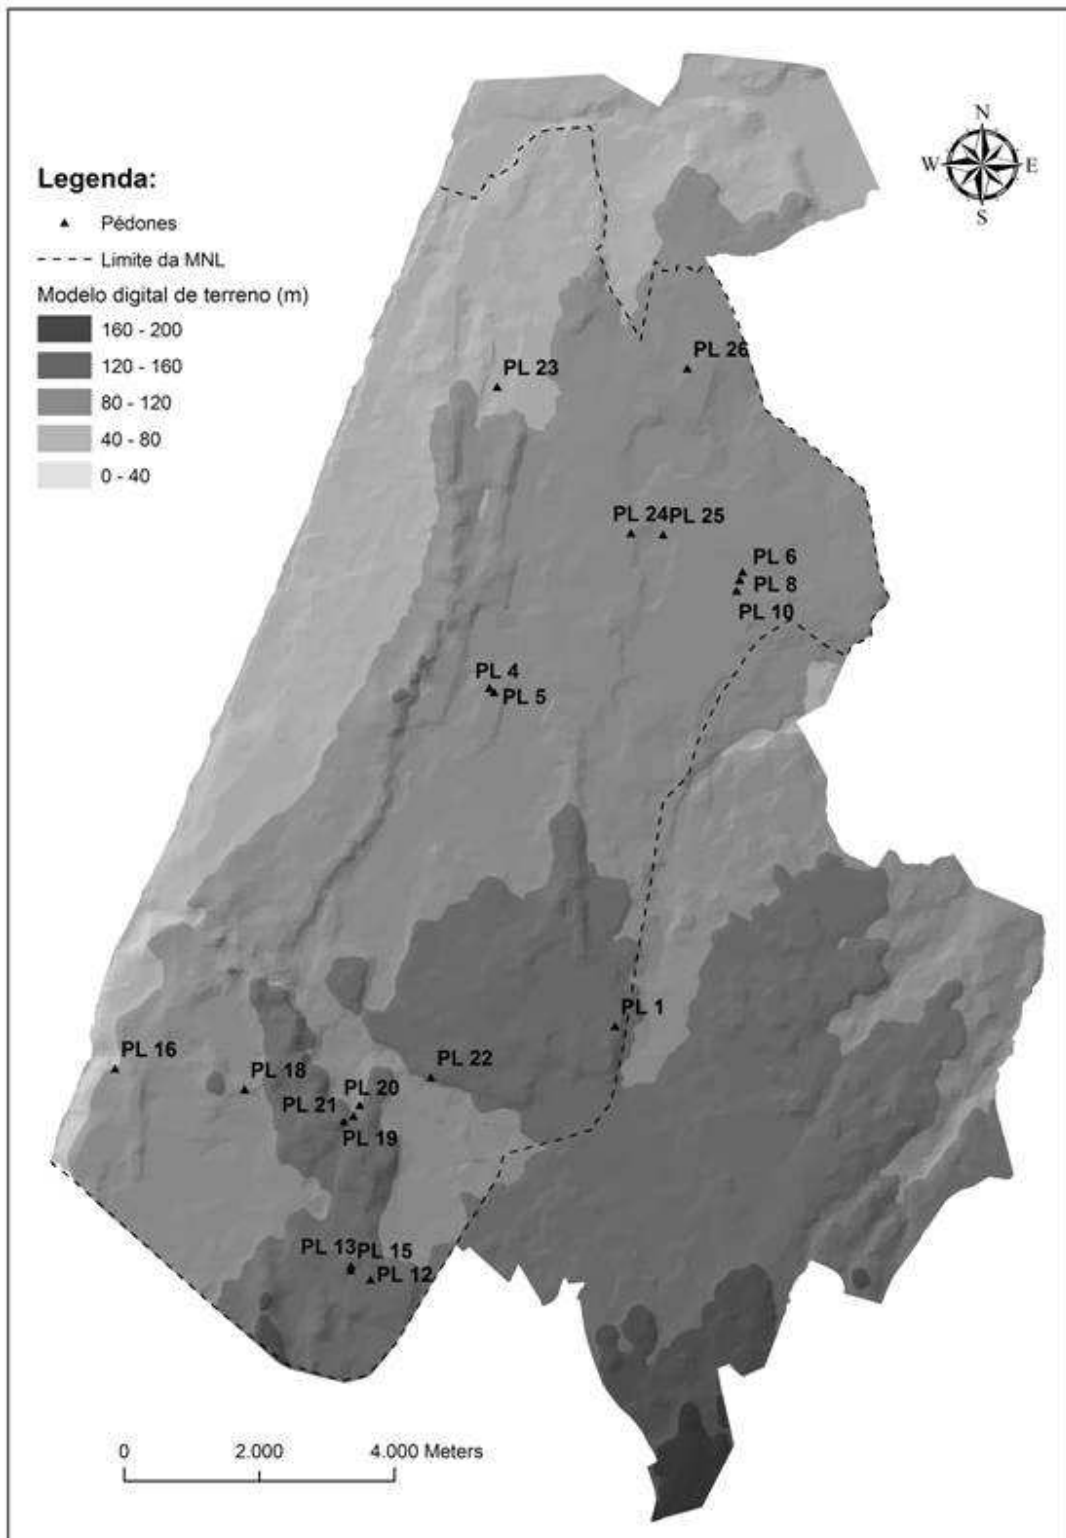 N
W E
S
Legenda:
Pédones
Limite da MNL
Modelo digital de terreno (m)
160 - 200
120 - 160
80 - 120
40 - 80
0 - 40
PL 26
PL 23
PL 24 PL 25
PL 6
PL 8
PL 10
PL 4
PL 5
PL 1
PL 16
PL 18
PL 22
PL 20
PL 21
PL 19
PL 13 PL 15
PL 12
0 2.000 4.000 Meters